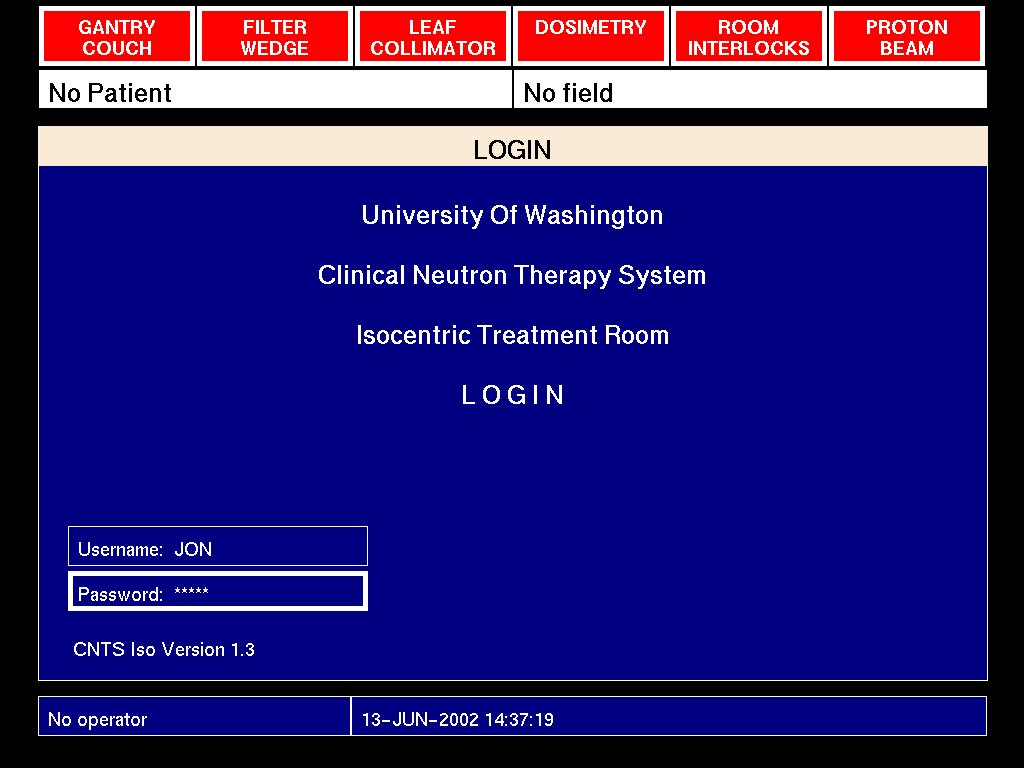 GANTRY COUCH
FILTER WEDGE
LEAF COLLIMATOR
DOSIMETRY
ROOM INTERLOCKS
PROTON BEAM
No Patient
No field
LOGIN
University Of Washington
Clinical Neutron Therapy System
Isocentric Treatment Room
L O G I N
Username: JON
Password: *****
CNTS Iso Version 1.3
No operator
13-JUN-2002 14:37:19